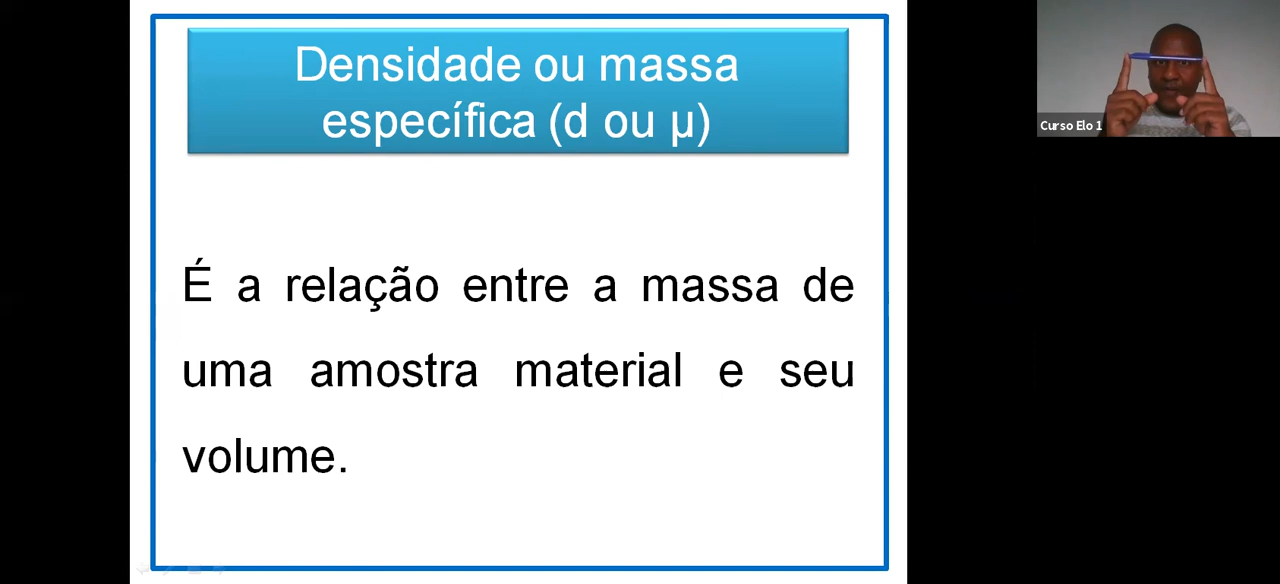 Densidade ou massa
específica (d ou µ)
É a relação entre a massa de
uma amostra material e seu
volume.
Curso Elo 1